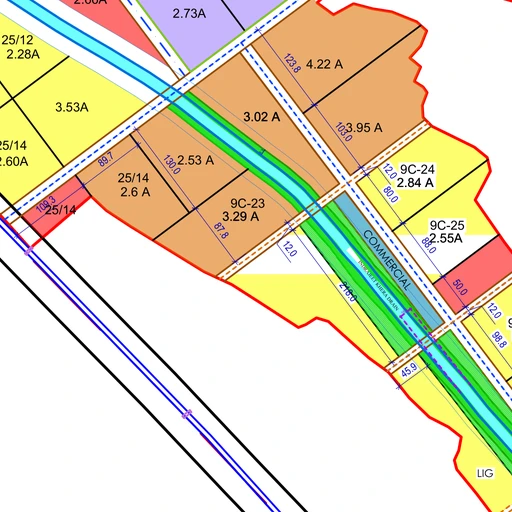 2.73A
25/12
2.28A
4.22 A
123.8
3.53A
3.02 A
3.95 A
103.0
25/14
2.60A
89.7
2.53 A
130.0
25/14
2.6 A
12.0
80.0
9C-24
2.84 A
109.3
25/14
9C-23
3.29 A
87.8
12.0
9C-25
2.55A
88.0
COMMERCIAL
218.0
50.0
12.0
98.8
45.9
LIG